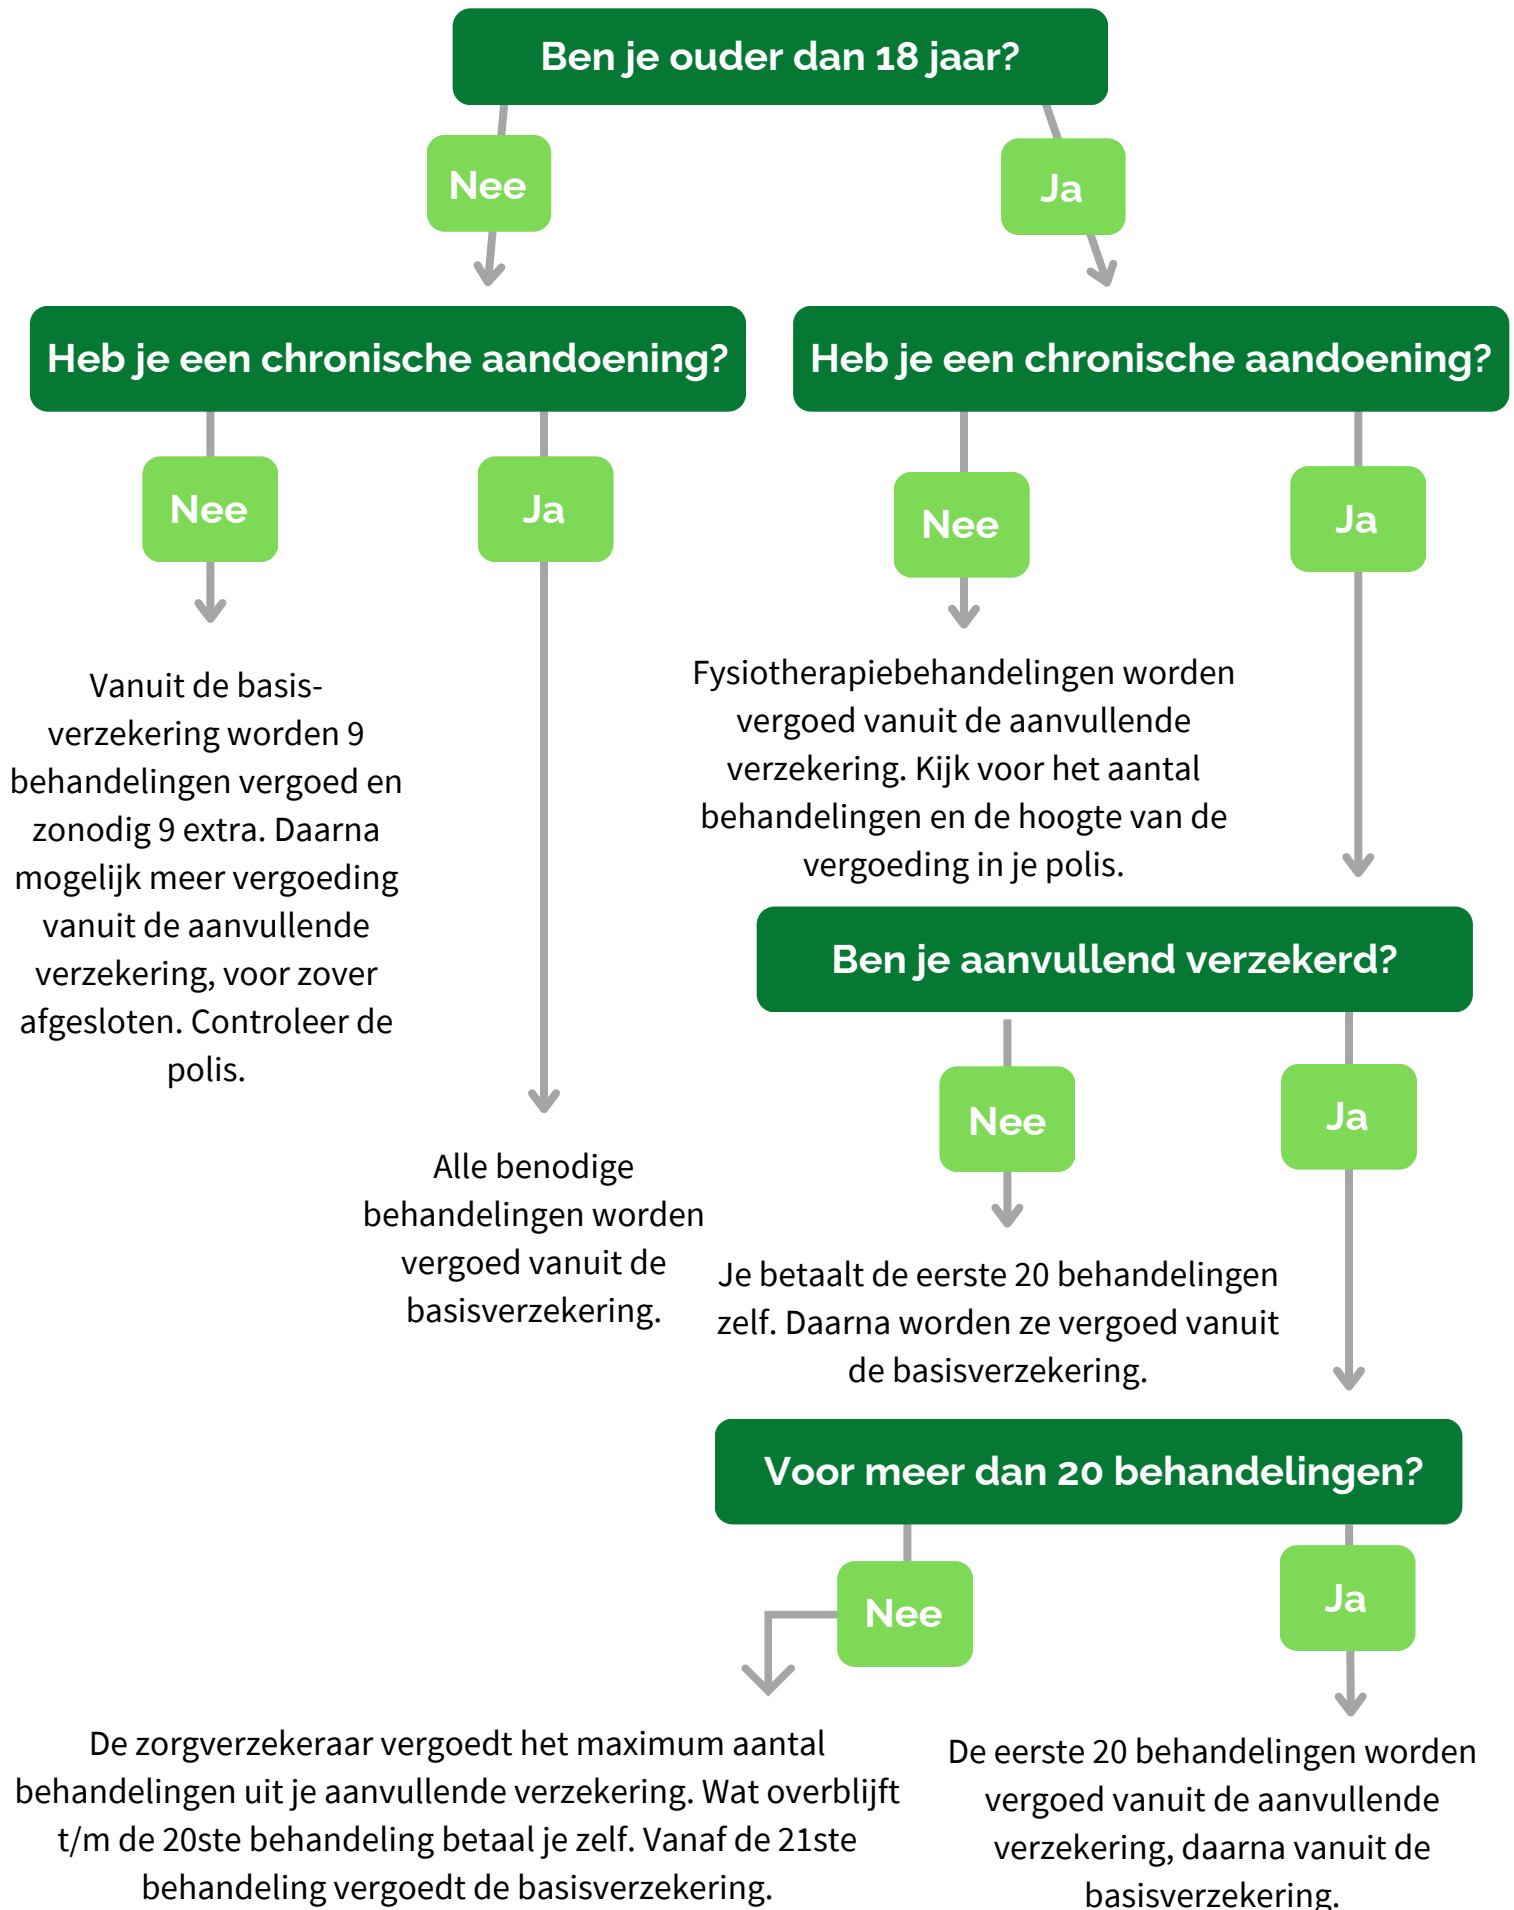 Ben je ouder dan 18 jaar?
Nee
Ja
Heb je een chronische aandoening?
Heb je een chronische aandoening?
Nee
Ja
Nee
Ja
Vanuit de basis-
verzekering worden 9
behandelingen vergoed en
zonodig 9 extra. Daarna
mogelijk meer vergoeding
vanuit de aanvullende
verzekering, voor zover
afgesloten. Controleer de
polis.
Alle benodige
behandelingen worden
vergoed vanuit de
basisverzekering.
Fysiotherapiebehandelingen worden
vergoed vanuit de aanvullende
verzekering. Kijk voor het aantal
behandelingen en de hoogte van de
vergoeding in je polis.
Ben je aanvullend verzekerd?
Nee
Ja
Je betaalt de eerste 20 behandelingen
zelf. Daarna worden ze vergoed vanuit
de basisverzekering.
Voor meer dan 20 behandelingen?
Nee
Ja
De zorgverzekeraar vergoedt het maximum aantal
behandelingen uit je aanvullende verzekering. Wat overblijft
t/m de 20ste behandeling betaal je zelf. Vanaf de 21ste
behandeling vergoedt de basisverzekering.
De eerste 20 behandelingen worden
vergoed vanuit de aanvullende
verzekering, daarna vanuit de
basisverzekering.